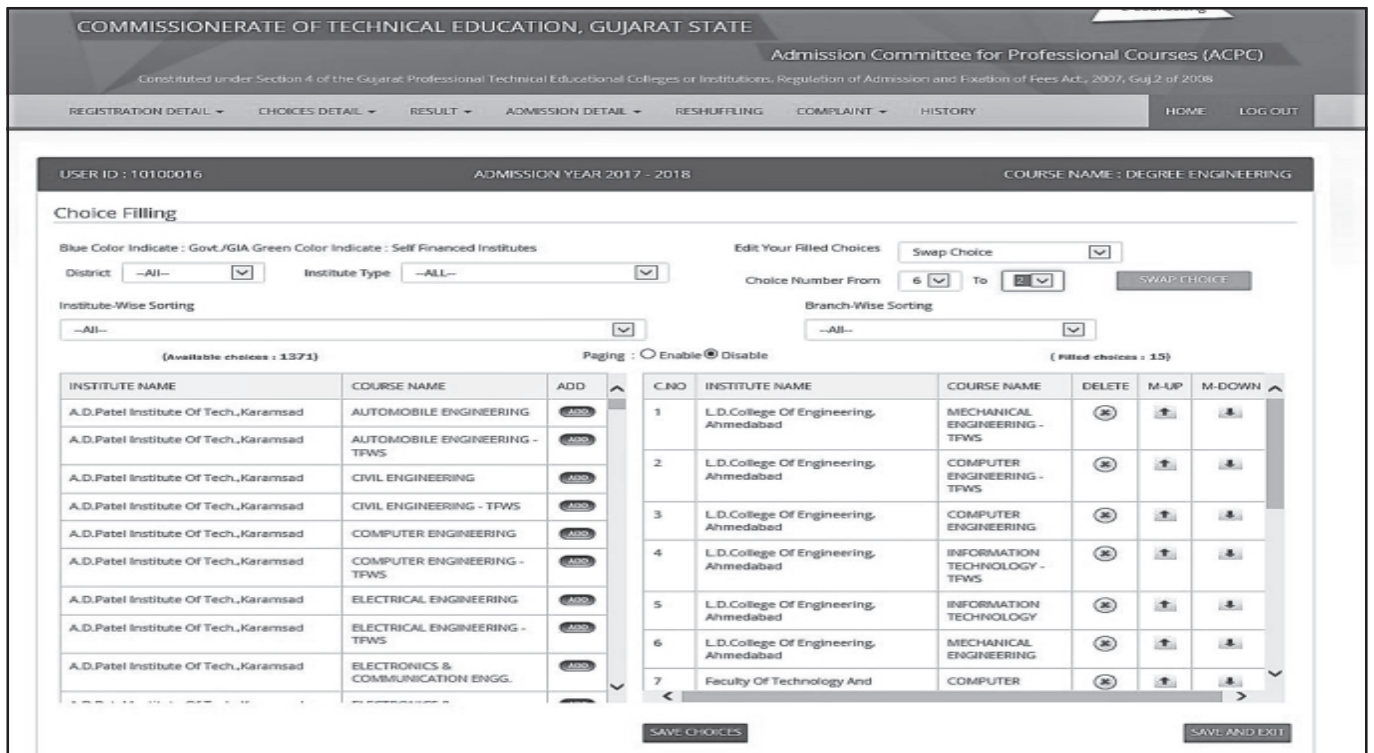 COMMISSIONERATE OF TECHNICAL EDUCATION, GUJARAT STATE
Admission Committee for Professional Courses (ACPC)
Constituted under Section 4 of the Gujarat Professional Technical Educational Colleges or Institutions, Regulation of Admission and Fixation of Fees Act., 2007, Guj.2 of 2008
REGISTRATION DETAIL CHOICES DETAIL RESULT ADMISSION DETAIL RESHUFFLING COMPLAINT HISTORY HOME LOG OUT
USER ID : 10100016 ADMISSION YEAR 2017 - 2018 COURSE NAME : DEGREE ENGINEERING
Choice Filling
Blue Color Indicate : Govt./GIA Green Color Indicate : Self Financed Institutes
Edit Your Filled Choices Swap Choice
District --All-- Institute Type --ALL--
Choice Number From 6 To 2 SWAP CHOICE
Institute-Wise Sorting
Branch-Wise Sorting
--All--
--All--
(Available choices : 1371) Paging : Enable Disable ( Filled choices : 15)
INSTITUTE NAME COURSE NAME ADD
A.D.Patel Institute Of Tech.,Karamsad AUTOMOBILE ENGINEERING ADD
A.D.Patel Institute Of Tech.,Karamsad AUTOMOBILE ENGINEERING - ADD
TFWS
A.D.Patel Institute Of Tech.,Karamsad CIVIL ENGINEERING ADD
A.D.Patel Institute Of Tech.,Karamsad CIVIL ENGINEERING - TFWS ADD
A.D.Patel Institute Of Tech.,Karamsad COMPUTER ENGINEERING ADD
A.D.Patel Institute Of Tech.,Karamsad COMPUTER ENGINEERING - ADD
TFWS
A.D.Patel Institute Of Tech.,Karamsad ELECTRICAL ENGINEERING ADD
A.D.Patel Institute Of Tech.,Karamsad ELECTRICAL ENGINEERING - ADD
TFWS
A.D.Patel Institute Of Tech.,Karamsad ELECTRONICS & ADD
COMMUNICATION ENGG.
C.NO INSTITUTE NAME COURSE NAME DELETE M-UP M-DOWN
1 L.D.College Of Engineering, MECHANICAL
Ahmedabad ENGINEERING -
TFWS
2 L.D.College Of Engineering, COMPUTER
Ahmedabad ENGINEERING -
TFWS
3 L.D.College Of Engineering, COMPUTER
Ahmedabad ENGINEERING
4 L.D.College Of Engineering, INFORMATION
Ahmedabad TECHNOLOGY -
TFWS
5 L.D.College Of Engineering, INFORMATION
Ahmedabad TECHNOLOGY
6 L.D.College Of Engineering, MECHANICAL
Ahmedabad ENGINEERING
7 Faculty Of Technology And COMPUTER
SAVE CHOICES
SAVE AND EXIT